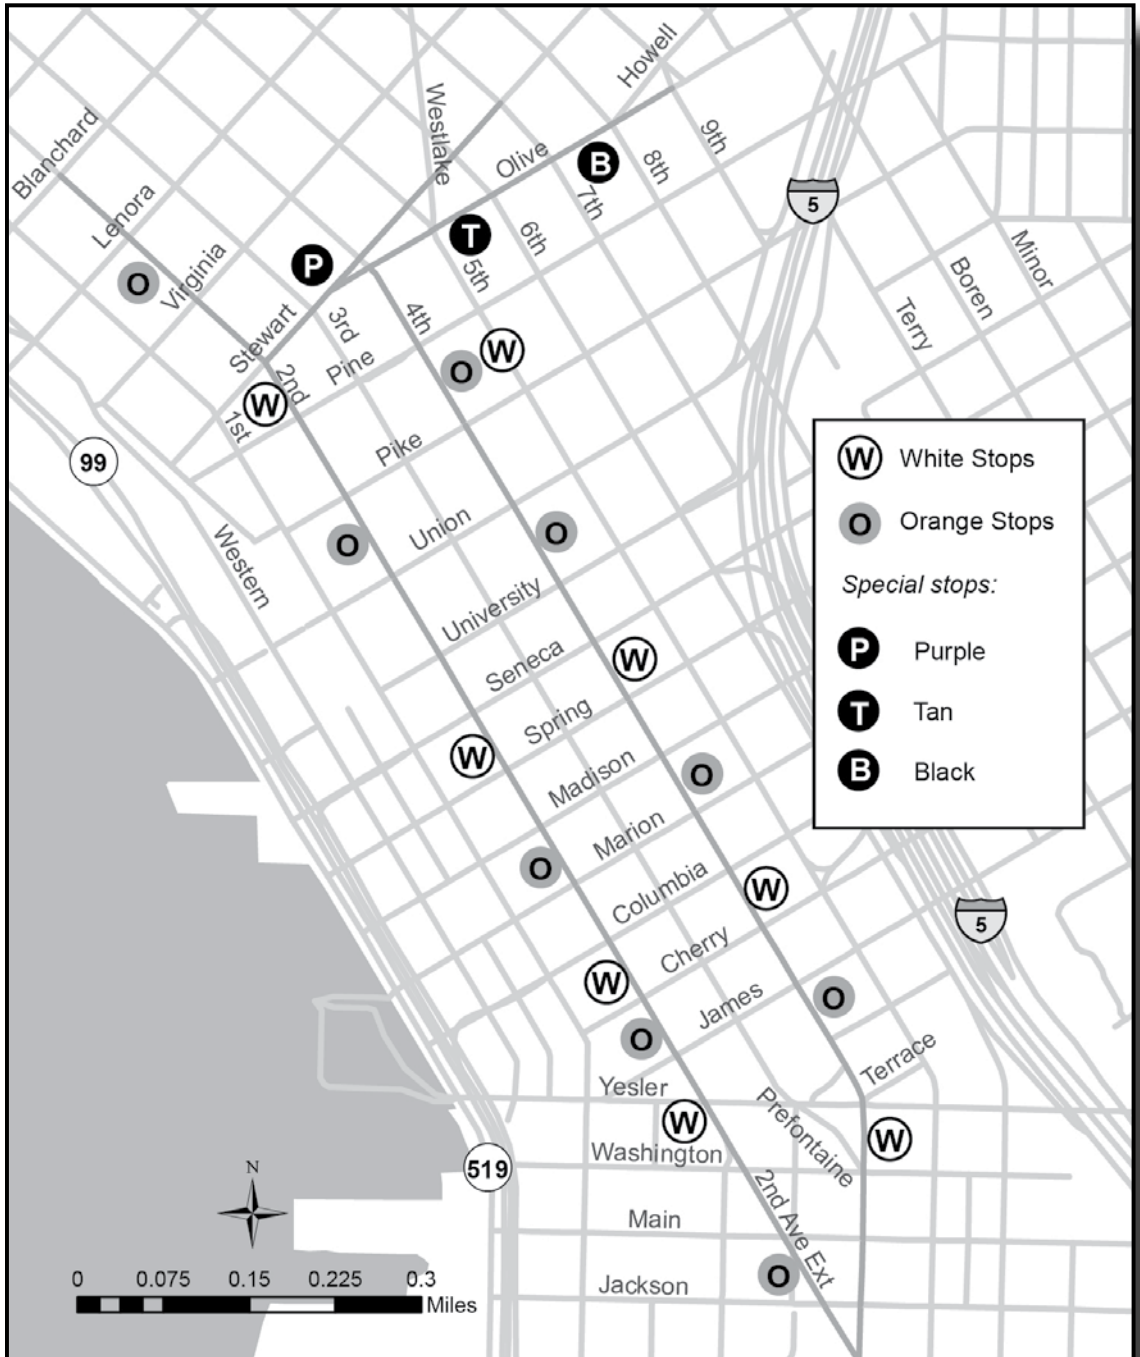 Howell
Westlake
Blanchard
9th
Olive
B
8th
7th
5
Lenora
T
6th
5th
Virginia
P
O
Minor
Boren
Terry
Stewart
3rd
4th
Pine
W
O
2nd
W
1st
Pike
99
Union
O
O
Western
University
Seneca
W
Spring
W
Madison
O
Marion
O
Columbia
W
Cherry
W
James
O
O
Terrace
5
Yesler
Prefontaine
W
W
Washington
519
2nd Ave Ext
Main
O
Jackson
W White Stops
O Orange Stops
Special stops:
P Purple
T Tan
B Black
N
0 0.075 0.15 0.225 0.3
Miles